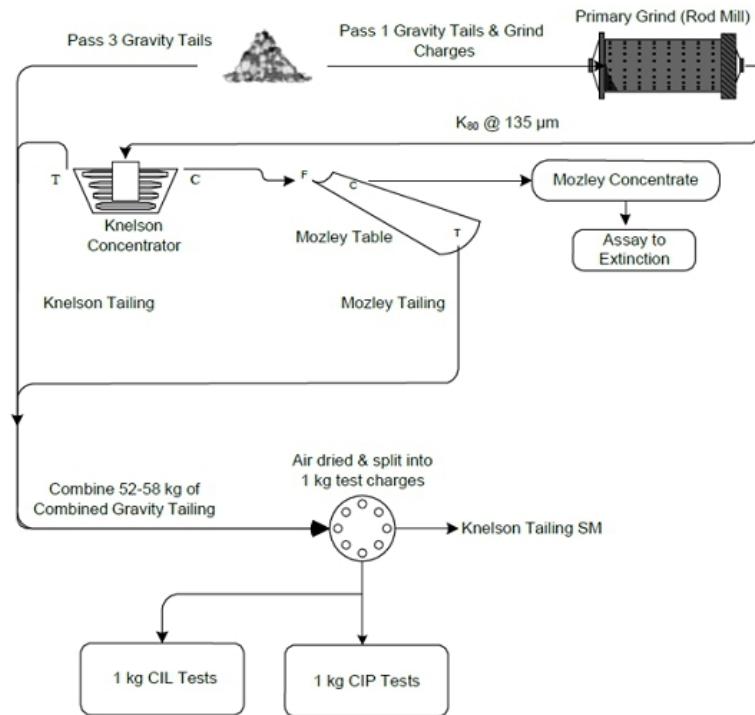 Pass 3 Gravity Tails
Pass 1 Gravity Tails & Grind
Charges
Primary Grind (Rod Mill)
K80 @ 135 µm
T
C
F
C
T
Knelson
Concentrator
Mozley Table
Mozley Concentrate
Assay to
Extinction
Knelson Tailing
Mozley Tailing
Air dried & split into
1 kg test charges
Combine 52-58 kg of
Combined Gravity Tailing
Knelson Tailing SM
1 kg CIL Tests
1 kg CIP Tests